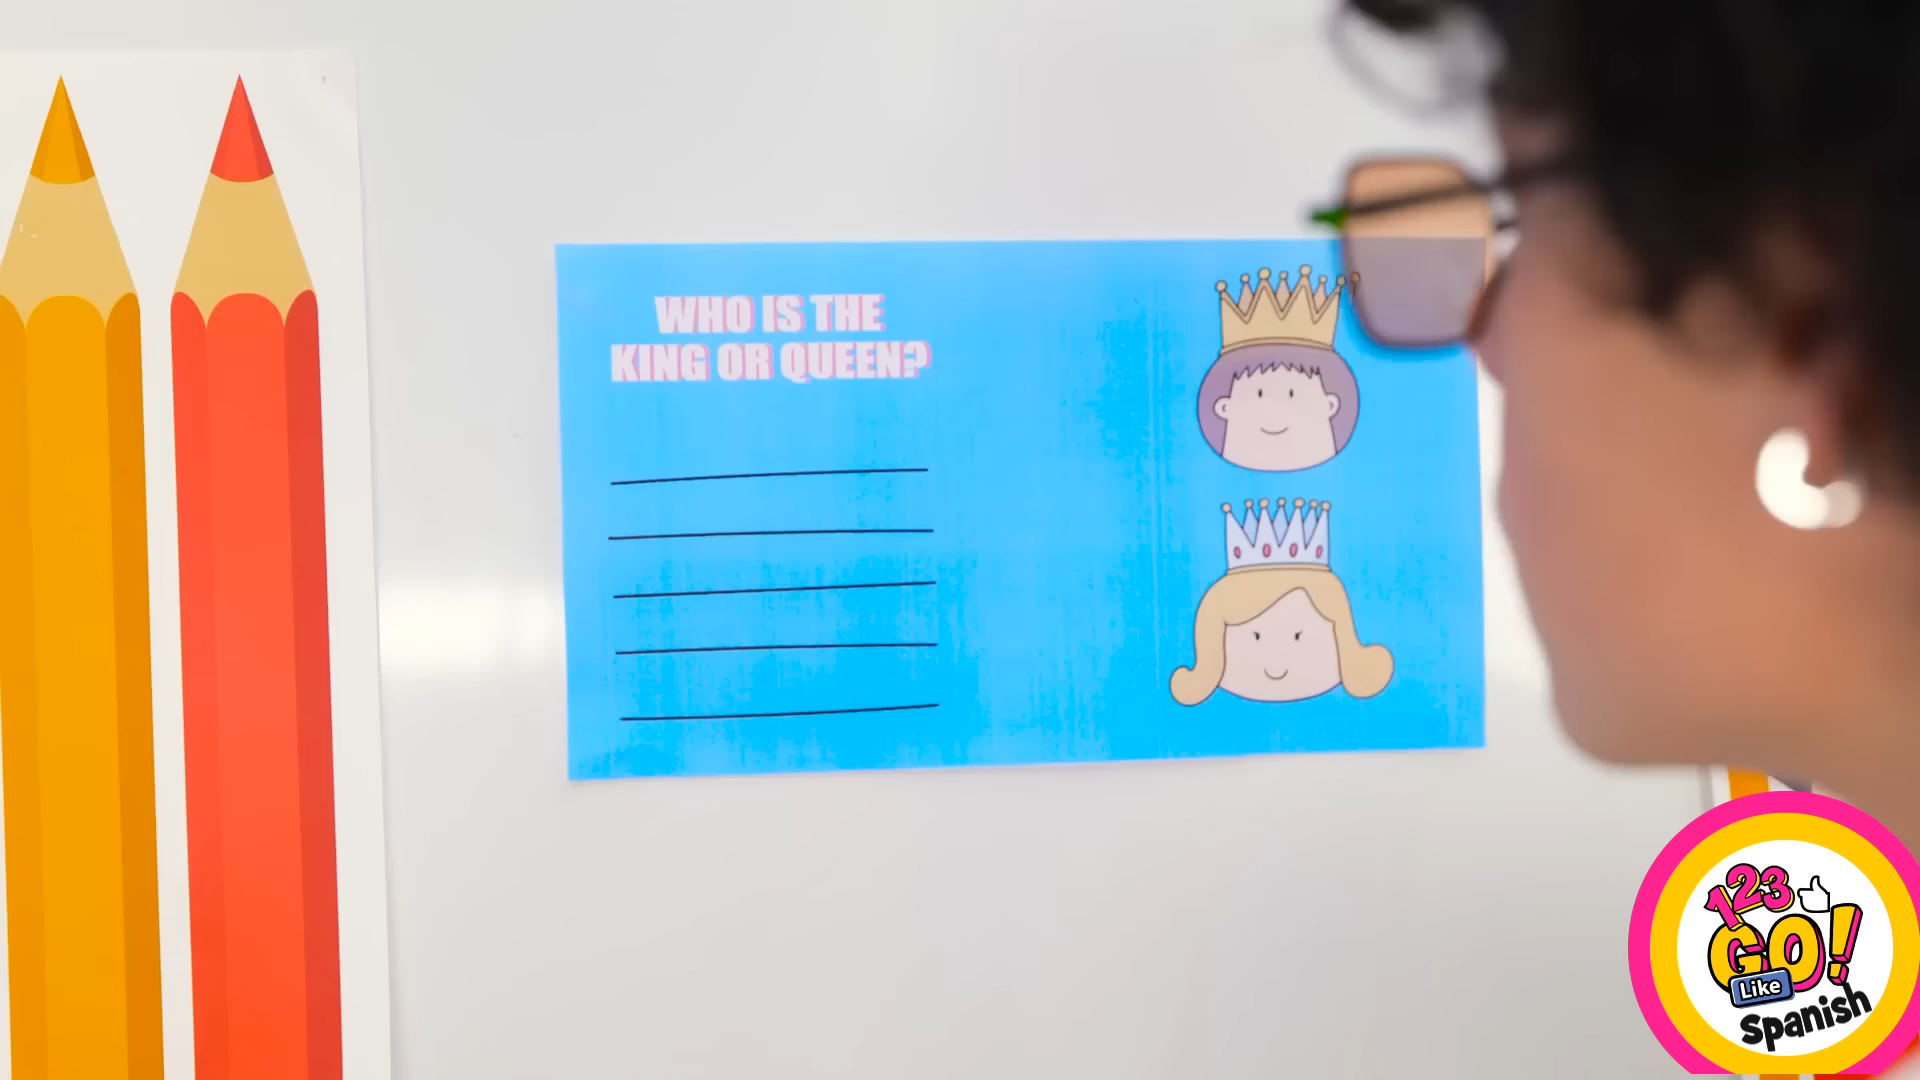 WHO IS THE
KING OR QUEEN?
123
GO!
Like
Spanish